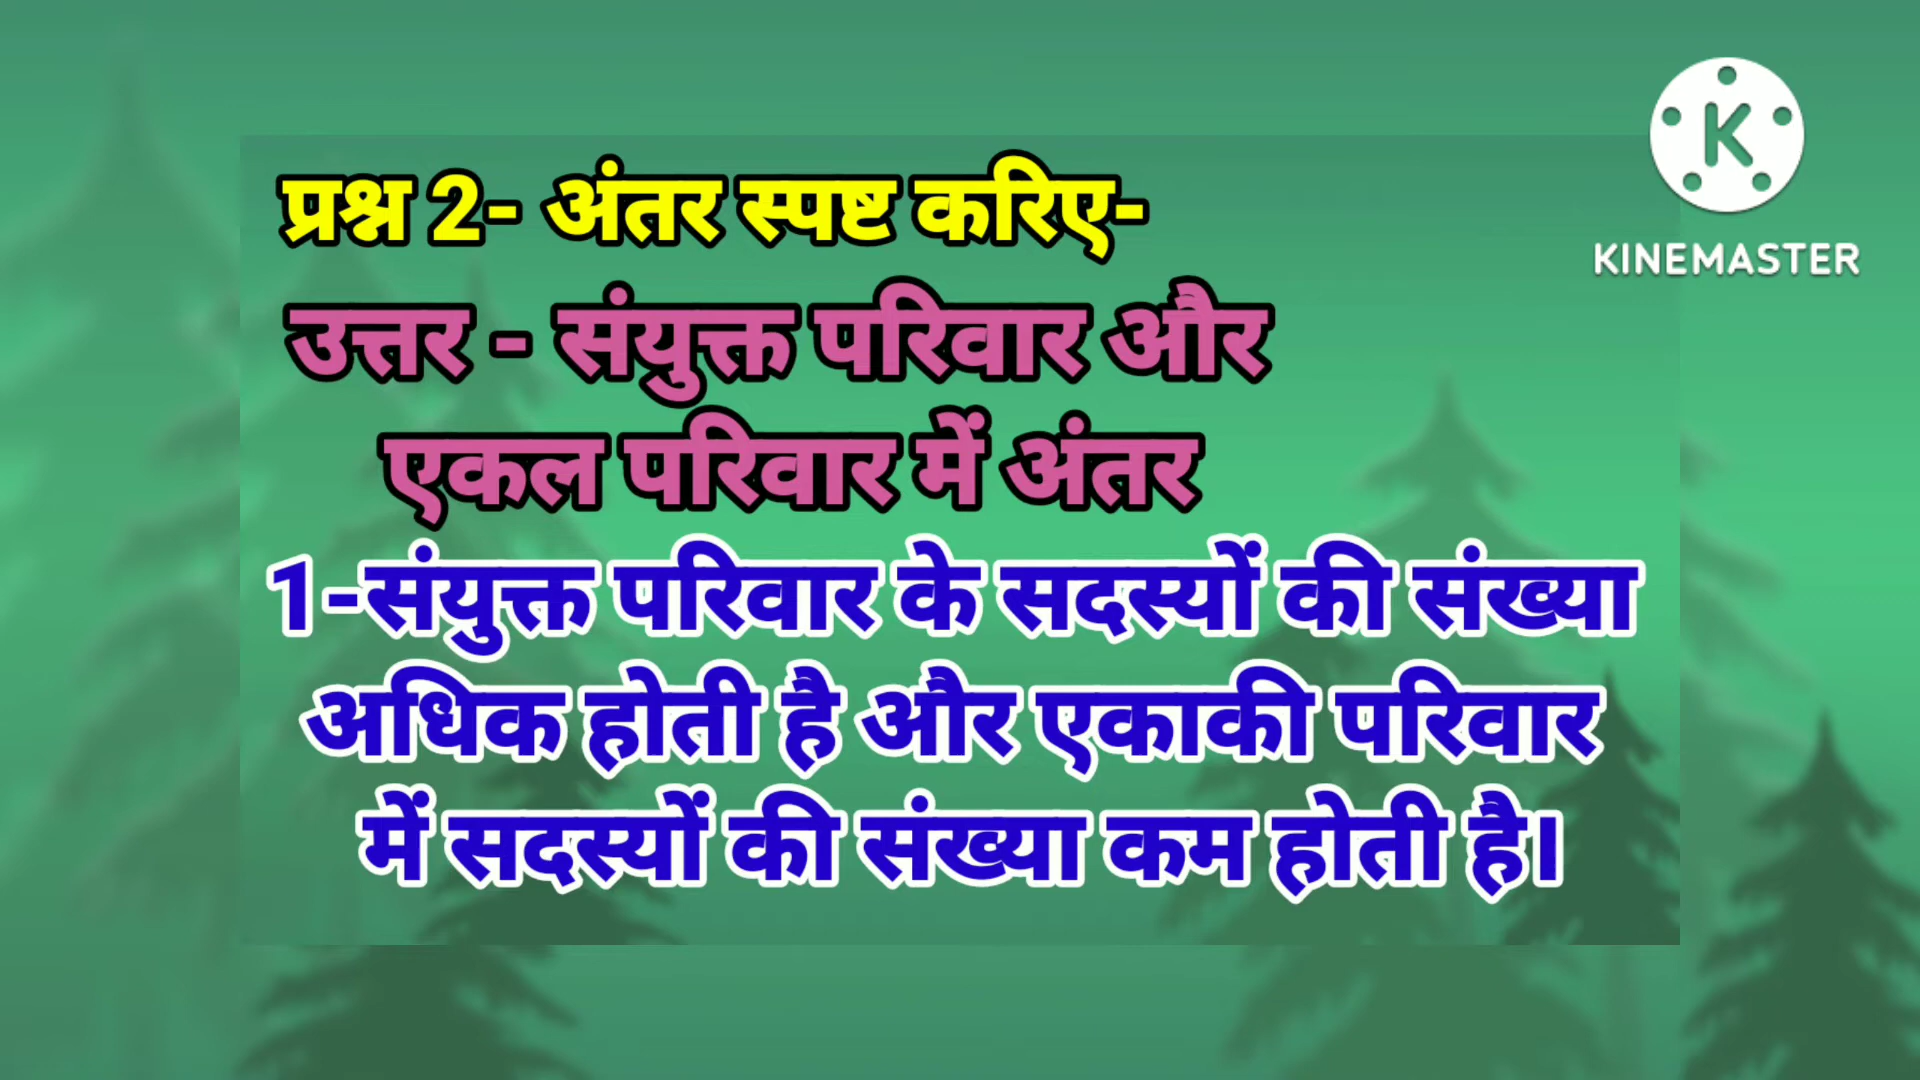 प्रश्न 2- अंतर स्पष्ट करिए-
उत्तर - संयुक्त परिवार और
एकल परिवार में अंतर
1-संयुक्त परिवार के सदस्यों की संख्या
अधिक होती है और एकाकी परिवार
में सदस्यों की संख्या कम होती है।
K
KINEMASTER